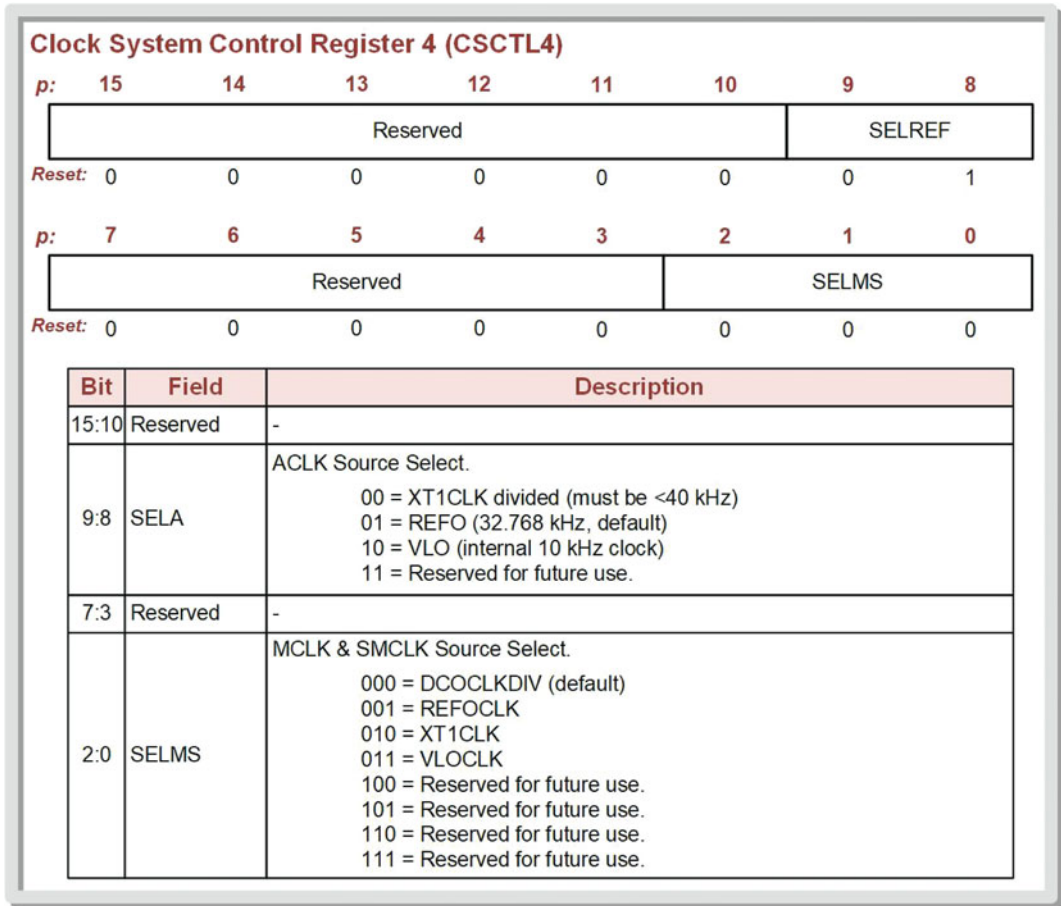 Clock System Control Register 4 (CSCTL4)
p: 15 14 13 12 11 10 9 8
Reserved SELREF
Reset: 0 0 0 0 0 0 0 1
p: 7 6 5 4 3 2 1 0
Reserved SELMS
Reset: 0 0 0 0 0 0 0 0
Bit Field Description
15:10 Reserved -
9:8 SELA ACLK Source Select.
00 = XT1CLK divided (must be <40 kHz)
01 = REFO (32.768 kHz, default)
10 = VLO (internal 10 kHz clock)
11 = Reserved for future use.
7:3 Reserved -
2:0 SELMS MCLK & SMCLK Source Select.
000 = DCOCLKDIV (default)
001 = REFOCLK
010 = XT1CLK
011 = VLOCLK
100 = Reserved for future use.
101 = Reserved for future use.
110 = Reserved for future use.
111 = Reserved for future use.